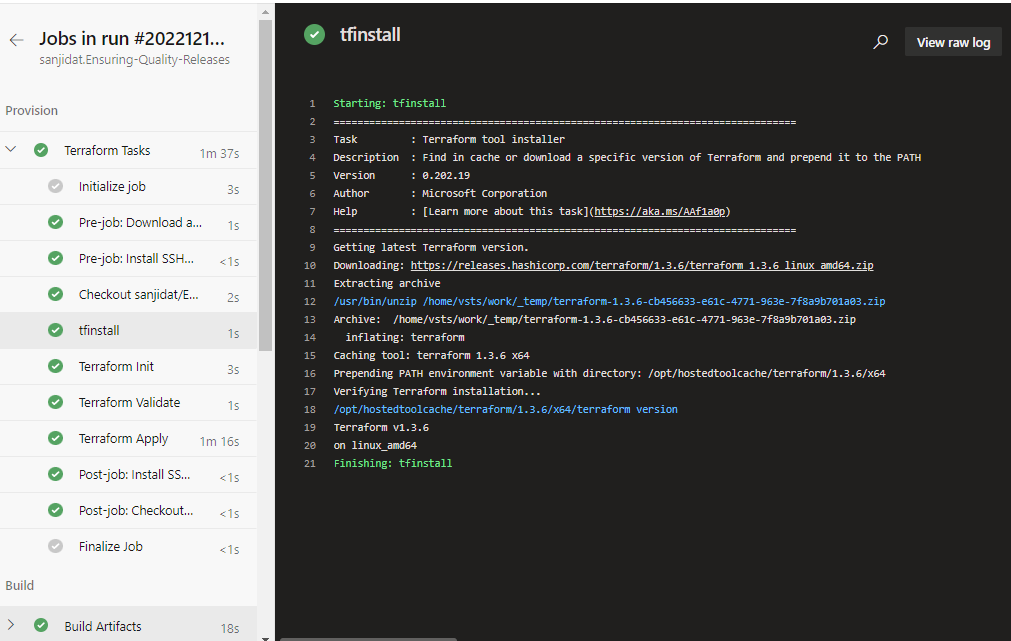 Jobs in run #2022121...
sanjidat.Ensuring-Quality-Releases
Provision
Terraform Tasks 1m 37s
Initialize job 3s
Pre-job: Download a... 1s
Pre-job: Install SSH... <1s
Checkout sanjidat/E... 2s
tfinstall 1s
Terraform Init 3s
Terraform Validate 1s
Terraform Apply 1m 16s
Post-job: Install SS... <1s
Post-job: Checkout... <1s
Finalize Job <1s
Build
Build Artifacts 18s
tfinstall
View raw log
1 Starting: tfinstall
2 ==============================================================================
3 Task : Terraform tool installer
4 Description : Find in cache or download a specific version of Terraform and prepend it to the PATH
5 Version : 0.202.19
6 Author : Microsoft Corporation
7 Help : [Learn more about this task](https://aka.ms/AAf1a0p)
8 ==============================================================================
9 Getting latest Terraform version.
10 Downloading: https://releases.hashicorp.com/terraform/1.3.6/terraform_1.3.6_linux_amd64.zip
11 Extracting archive
12 /usr/bin/unzip /home/vsts/work/_temp/terraform-1.3.6-cb456633-e61c-4771-963e-7f8a9b701a03.zip
13 Archive: /home/vsts/work/_temp/terraform-1.3.6-cb456633-e61c-4771-963e-7f8a9b701a03.zip
14 inflating: terraform
15 Caching tool: terraform 1.3.6 x64
16 Prepending PATH environment variable with directory: /opt/hostedtoolcache/terraform/1.3.6/x64
17 Verifying Terraform installation...
18 /opt/hostedtoolcache/terraform/1.3.6/x64/terraform version
19 Terraform v1.3.6
20 on linux_amd64
21 Finishing: tfinstall